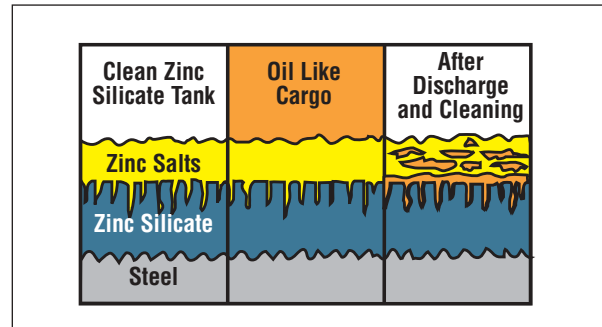 Clean Zinc
Silicate Tank
Oil Like
Cargo
After
Discharge
and Cleaning
Zinc Salts
Zinc Silicate
Steel